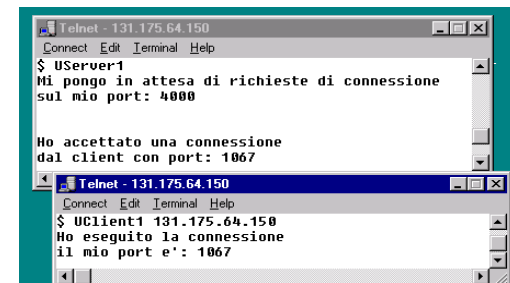 Telnet - 131.175.64.150
Connect Edit Terminal Help
$ UServer1
Mi pongo in attesa di richieste di connessione
sul mio port: 4000
Ho accettato una connessione
dal client con port: 1067
Telnet - 131.175.64.150
Connect Edit Terminal Help
$ UClient1 131.175.64.150
Ho eseguito la connessione
il mio port e': 1067